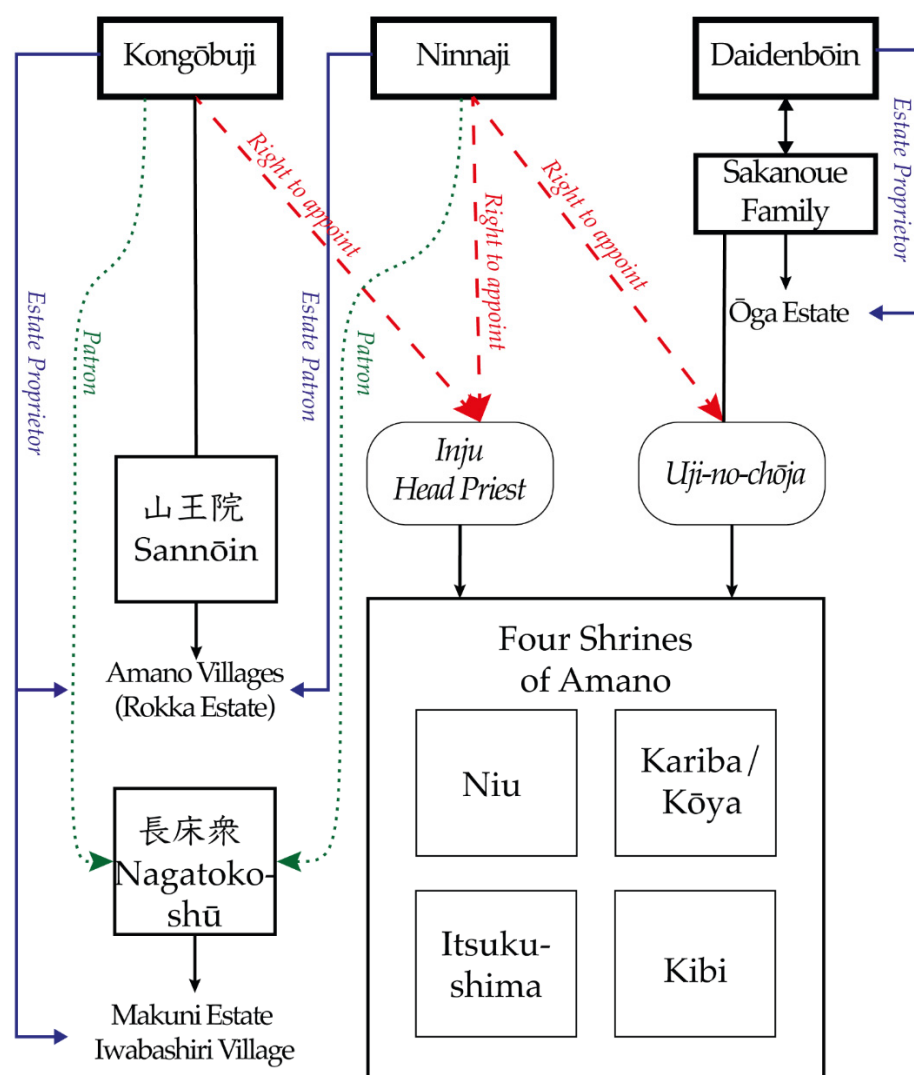 Kongōbuji
Ninnaji
Daidenbōin
Right to appoint
Right to appoint
Right to appoint
Estate Proprietor
Sakanoue
Family
Ōga Estate
Estate Proprietor
Patron
Estate Patron
Patron
Inju
Head Priest
Uji-no-chōja
山王院
Sannōin
Amano Villages
(Rokka Estate)
Four Shrines
of Amano
Niu
Kariba/
Kōya
長床衆
Nagatoko-
shū
Itsuku-
shima
Kibi
Makuni Estate
Iwabashiri Village